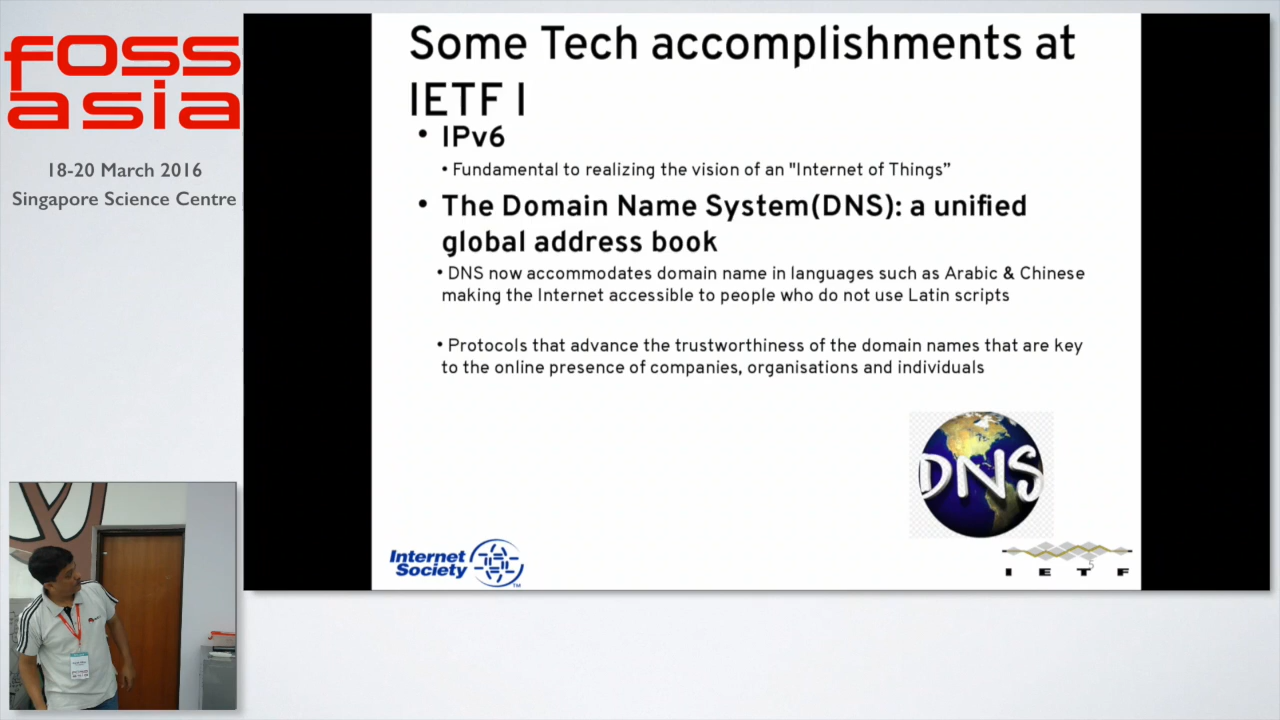 foss
asia
18-20 March 2016
Singapore Science Centre
Some Tech accomplishments at
IETF I
• IPv6
• Fundamental to realizing the vision of an "Internet of Things”
• The Domain Name System(DNS): a unified
global address book
• DNS now accommodates domain name in languages such as Arabic & Chinese
making the Internet accessible to people who do not use Latin scripts
• Protocols that advance the trustworthiness of the domain names that are key
to the online presence of companies, organisations and individuals
DNS
Internet
Society
TM
5
I E T F